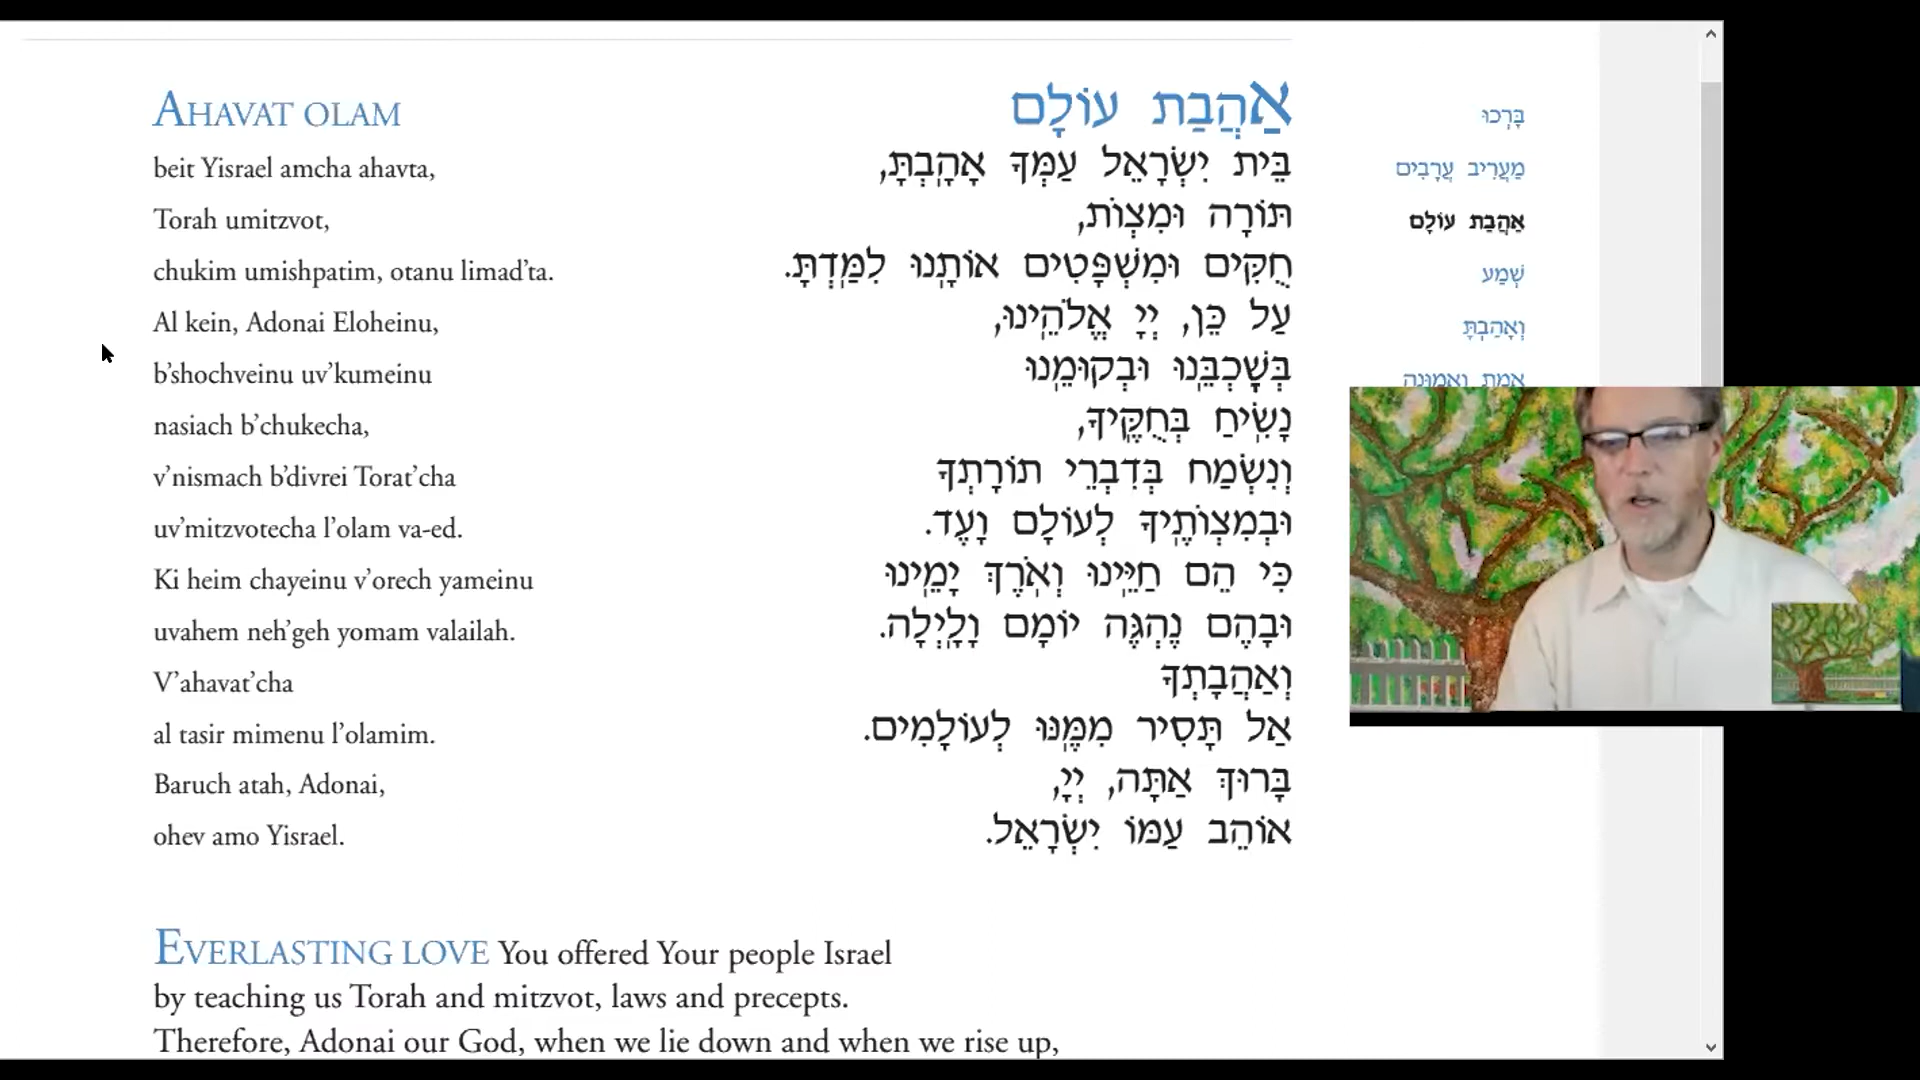 AHAVAT OLAM
beit Yisrael amcha ahavta,
Torah umitzvot,
chukim umishpatim, otanu limad’ta.
Al kein, Adonai Eloheinu,
b’shochveinu uv’kumeinu
nasiach b’chukecha,
v’nismach b’divrei Torat’cha
uv’mitzvotecha l’olam va-ed.
Ki heim chayeinu v’orech yameinu
uvahem neh’geh yomam valailah.
V’ahavat’cha
al tasir mimenu l’olamim.
Baruch atah, Adonai,
ohev amo Yisrael.
אַהֲבַת עוֹלָם
בֵּית יִשְׂרָאֵל עַמְּךָ אָהָֽבְתָּ,
תּוֹרָה וּמִצְוֹת,
חֻקִּים וּמִשְׁפָּטִים אוֹתָֽנוּ לִמַּֽדְתָּ.
עַל כֵּן, יְיָ אֱלֹהֵֽינוּ,
בְּשָׁכְבֵּֽנוּ וּבְקוּמֵֽנוּ
נָשִֽׂיחַ בְּחֻקֶּֽיךָ,
וְנִשְׂמַח בְּדִבְרֵי תוֹרָתְךָ
וּבְמִצְוֹתֶֽיךָ לְעוֹלָם וָעֶד.
כִּי הֵם חַיֵּֽינוּ וְאֹֽרֶךְ יָמֵֽינוּ
וּבָהֶם נֶהְגֶּה יוֹמָם וָלָֽיְלָה.
וְאַהֲבָתְךָ
אַל תָּסִיר מִמֶּֽנּוּ לְעוֹלָמִים.
בָּרוּךְ אַתָּה, יְיָ,
אוֹהֵב עַמּוֹ יִשְׂרָאֵל.
בָּרְכוּ
מַעֲרִיב עֲרָבִים
אַהֲבַת עוֹלָם
שְׁמַע
וְאָהַבְתָּ
אמת ואמונה
EVERLASTING LOVE You offered Your people Israel
by teaching us Torah and mitzvot, laws and precepts.
Therefore, Adonai our God, when we lie down and when we rise up,